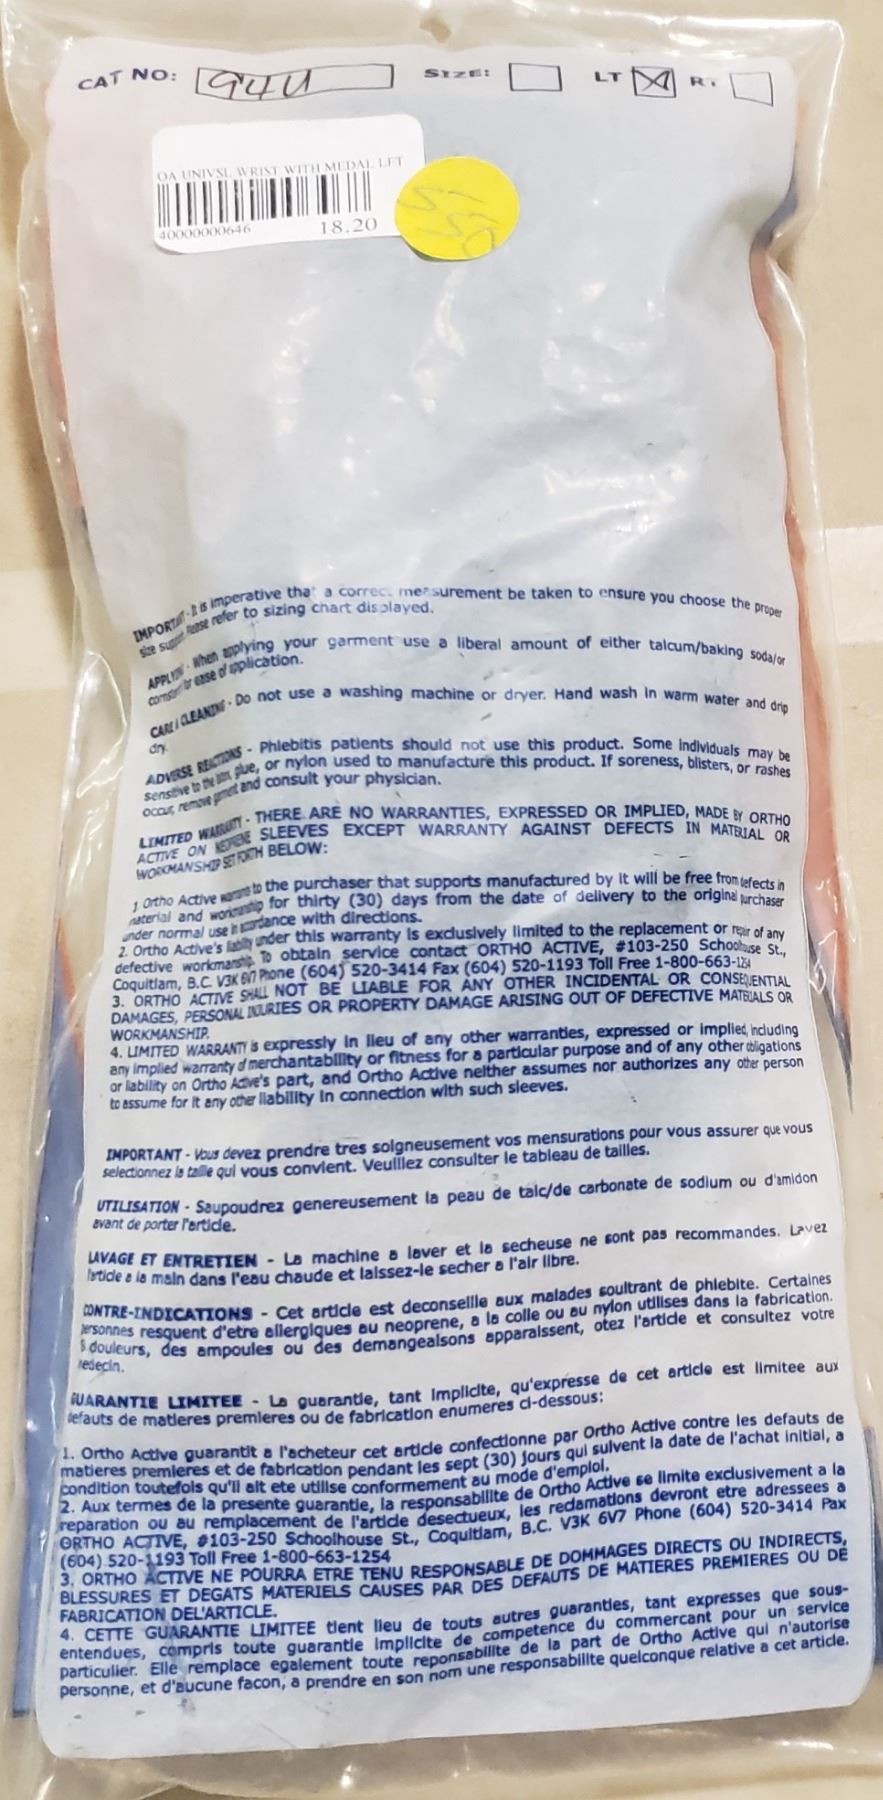 CAT NO: 94U SIZE: LT RT
OA UNIVSL WRIST WITH MEDAL LFT
40000000646 18.20
IMPORTANT - It is imperative that a correct measurement be taken to ensure you choose the proper
size support. Please refer to sizing chart displayed.
APPLYING - When applying your garment use a liberal amount of either talcum/baking soda/or
for ease of application.
CARE & CLEANING - Do not use a washing machine or dryer. Hand wash in warm water and drip
dry.
ADVERSE REACTIONS - Phlebitis patients should not use this product. Some individuals may be
sensitive to the glue, or nylon used to manufacture this product. If soreness, blisters, or rashes
occur, remove garment and consult your physician.
LIMITED WARRANTY - THERE ARE NO WARRANTIES, EXPRESSED OR IMPLIED, MADE BY ORTHO
ACTIVE ON NEOPRENE SLEEVES EXCEPT WARRANTY AGAINST DEFECTS IN MATERIAL OR
WORKMANSHIP SET FORTH BELOW:
1 Ortho Active warrants to the purchaser that supports manufactured by it will be free from defects in
material and workmanship for thirty (30) days from the date of delivery to the original purchaser
under normal use in accordance with directions.
2. Ortho Active's liability under this warranty is exclusively limited to the replacement or repair of any
defective workmanship. To obtain service contact ORTHO ACTIVE, #103-250 Schoolhouse St.,
Coquitlam, B.C. V3K 6V7 Phone (604) 520-3414 Fax (604) 520-1193 Toll Free 1-800-663-1254
3. ORTHO ACTIVE SHALL NOT BE LIABLE FOR ANY OTHER INCIDENTAL OR CONSEQUENTIAL
DAMAGES, PERSONAL INJURIES OR PROPERTY DAMAGE ARISING OUT OF DEFECTIVE MATERIALS OR
WORKMANSHIP.
4. LIMITED WARRANTY is expressly in lieu of any other warranties, expressed or implied, including
any implied warranty of merchantability or fitness for a particular purpose and of any other obligations
or liability on Ortho Active's part, and Ortho Active neither assumes nor authorizes any other person
to assume for it any other liability in connection with such sleeves.
IMPORTANT - Vous devez prendre tres soigneusement vos mensurations pour vous assurer que vous
selectionnez la taille qui vous convient. Veuillez consulter le tableau de tailles.
UTILISATION - Saupoudrez genereusement la peau de talc/de carbonate de sodium ou d'amidon
avant de porter l'article.
LAVAGE ET ENTRETIEN - La machine a laver et la secheuse ne sont pas recommandes. Lavez
l'article a la main dans l'eau chaude et laissez-le secher a l'air libre.
CONTRE-INDICATIONS - Cet article est deconseille aux malades soultrant de phlebite. Certaines
personnes resquent d'etre allergiques au neoprene, a la colle ou au nylon utilises dans la fabrication.
douleurs, des ampoules ou des demangealsons apparaissent, otez l'article et consultez votre
medecin.
GUARANTIE LIMITEE - La guarantie, tant implicite, qu'expresse de cet article est limitee aux
defauts de matieres premieres ou de fabrication enumeres ci-dessous:
1. Ortho Active guarantit a l'acheteur cet article confectionne par Ortho Active contre les defauts de
matieres premieres et de fabrication pendant les sept (30) jours qui suivent la date de l'achat initial, a
condition toutefois qu'il ait ete utilise conformement au mode d'emploi.
2. Aux termes de la presente guarantie, la responsabilite de Ortho Active se limite exclusivement a la
reparation ou au remplacement de l'article desectueux, les reclamations devront etre adressees a
ORTHO ACTIVE, #103-250 Schoolhouse St., Coquitlam, B.C. V3K 6V7 Phone (604) 520-3414 Fax
(604) 520-1193 Toll Free 1-800-663-1254
3. ORTHO ACTIVE NE POURRA ETRE TENU RESPONSABLE DE DOMMAGES DIRECTS OU INDIRECTS,
BLESSURES ET DEGATS MATERIELS CAUSES PAR DES DEFAUTS DE MATIERES PREMIERES OU DE
FABRICATION DEL'ARTICLE.
4. CETTE GUARANTIE LIMITEE tient lieu de touts autres guaranties, tant expresses que sous-
entendues, compris toute guarantie implicite de competence du commercant pour un service
particulier. Elle remplace egalement toute reponsabilite de la part de Ortho Active qui n'autorise
personne, et d'aucune facon, a prendre en son nom une responsabilite quelconque relative a cet article.